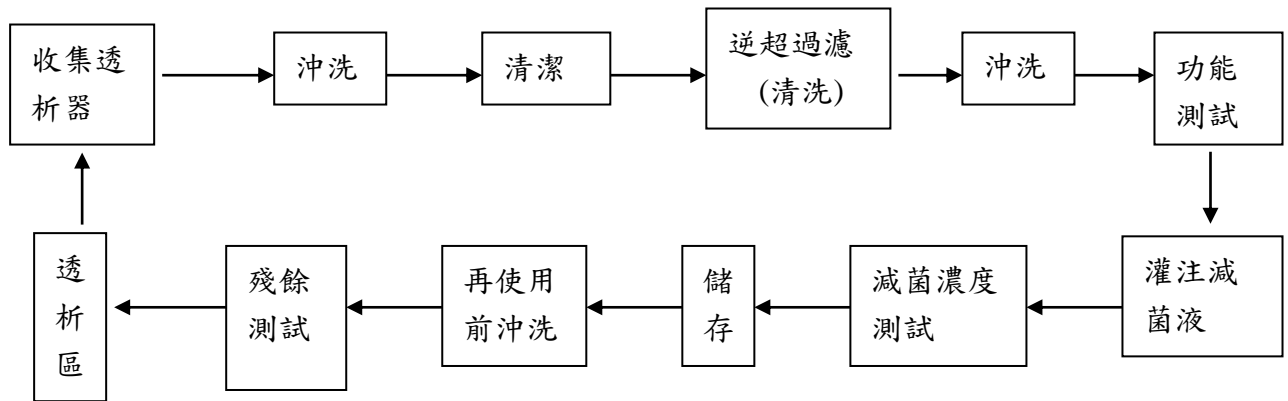 收集透
析器
沖洗
清潔
逆超過濾
(清洗)
沖洗
功能
測試
灌注減
菌液
減菌濃度
測試
儲
存
再使用
前沖洗
殘餘
測試
透
析
區